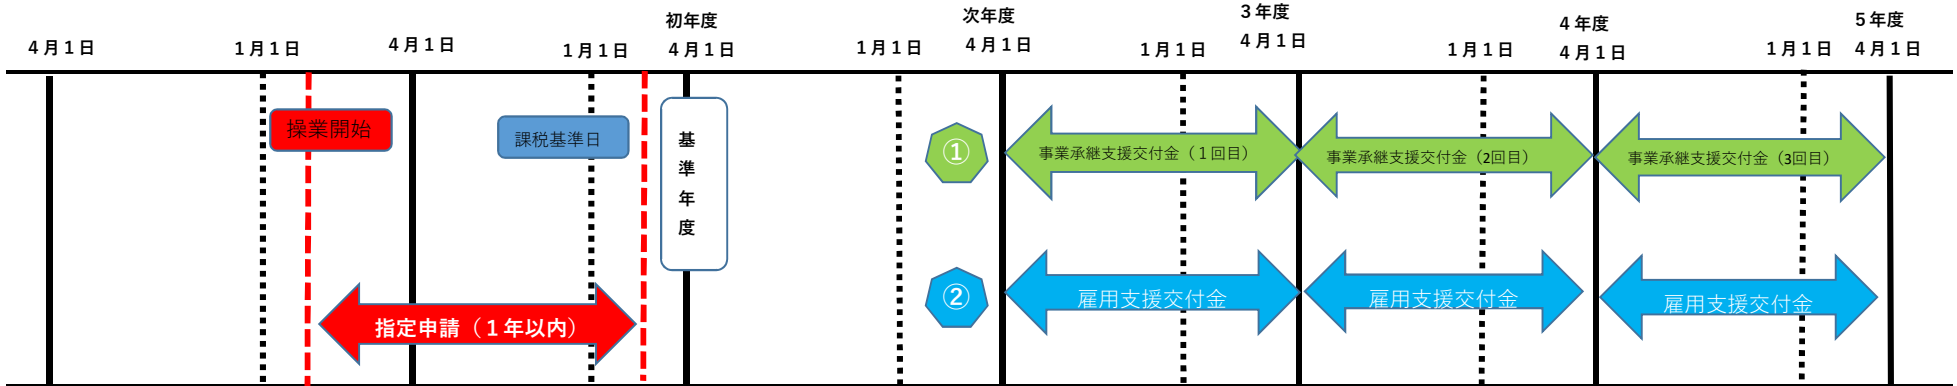 初年度
次年度
3年度
4年度
5年度
4月1日
1月1日
4月1日
1月1日
4月1日
1月1日
4月1日
1月1日
4月1日
1月1日
4月1日
1月1日
4月1日
操業開始
課税基準日
基準年度
①
事業承継支援交付金（１回目）
事業承継支援交付金（2回目）
事業承継支援交付金（3回目）
②
雇用支援交付金
雇用支援交付金
雇用支援交付金
指定申請（１年以内）